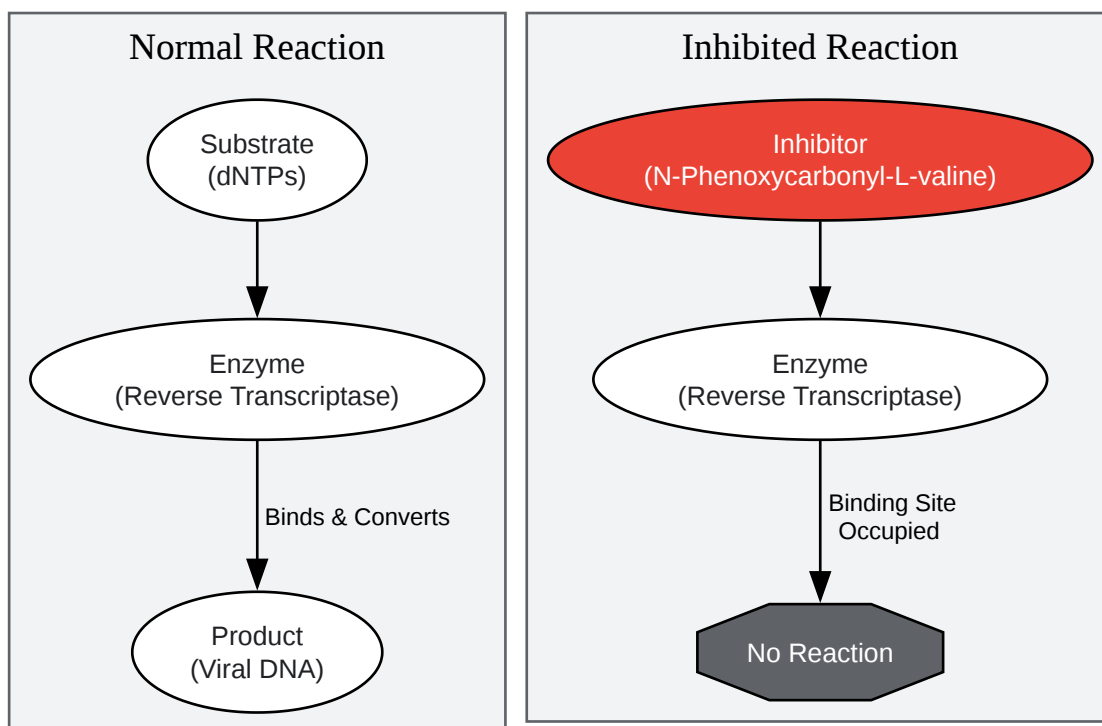 Normal Reaction
Substrate
(dNTPs)
Enzyme
(Reverse Transcriptase)
Binds & Converts
Product
(Viral DNA)
Inhibited Reaction
Inhibitor
(N-Phenoxycarbonyl-L-valine)
Enzyme
(Reverse Transcriptase)
Binding Site
Occupied
No Reaction